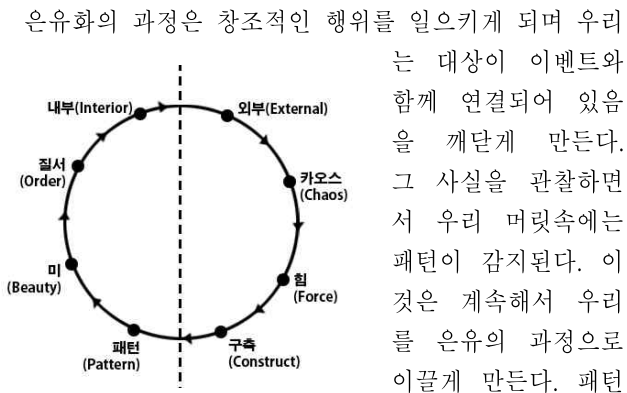 은유화의 과정은 창조적인 행위를 일으키게 되며 우리
는 대상이 이벤트와
함께 연결되어 있음
을 깨닫게 만든다.
그 사실을 관찰하면
서 우리 머릿속에는
패턴이 감지된다. 이
것은 계속해서 우리
를 은유의 과정으로
이끌게 만든다. 패턴
내부(Interior)
외부(External)
질서
(Order)
카오스
(Chaos)
미
(Beauty)
힘
(Force)
패턴
(Pattern)
구축
(Construct)